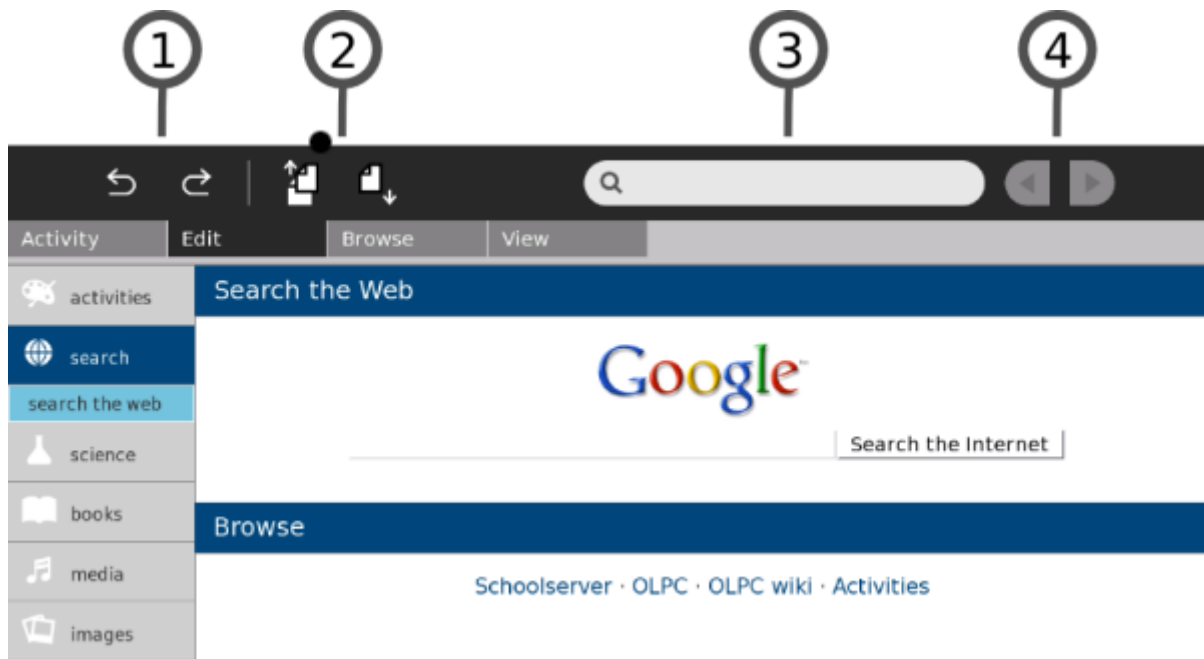 1 2 3 4
Activity Edit Browse View
activities
Search the Web
search
Google
search the web
Search the Internet
science
books
Browse
media
Schoolserver · OLPC · OLPC wiki · Activities
images